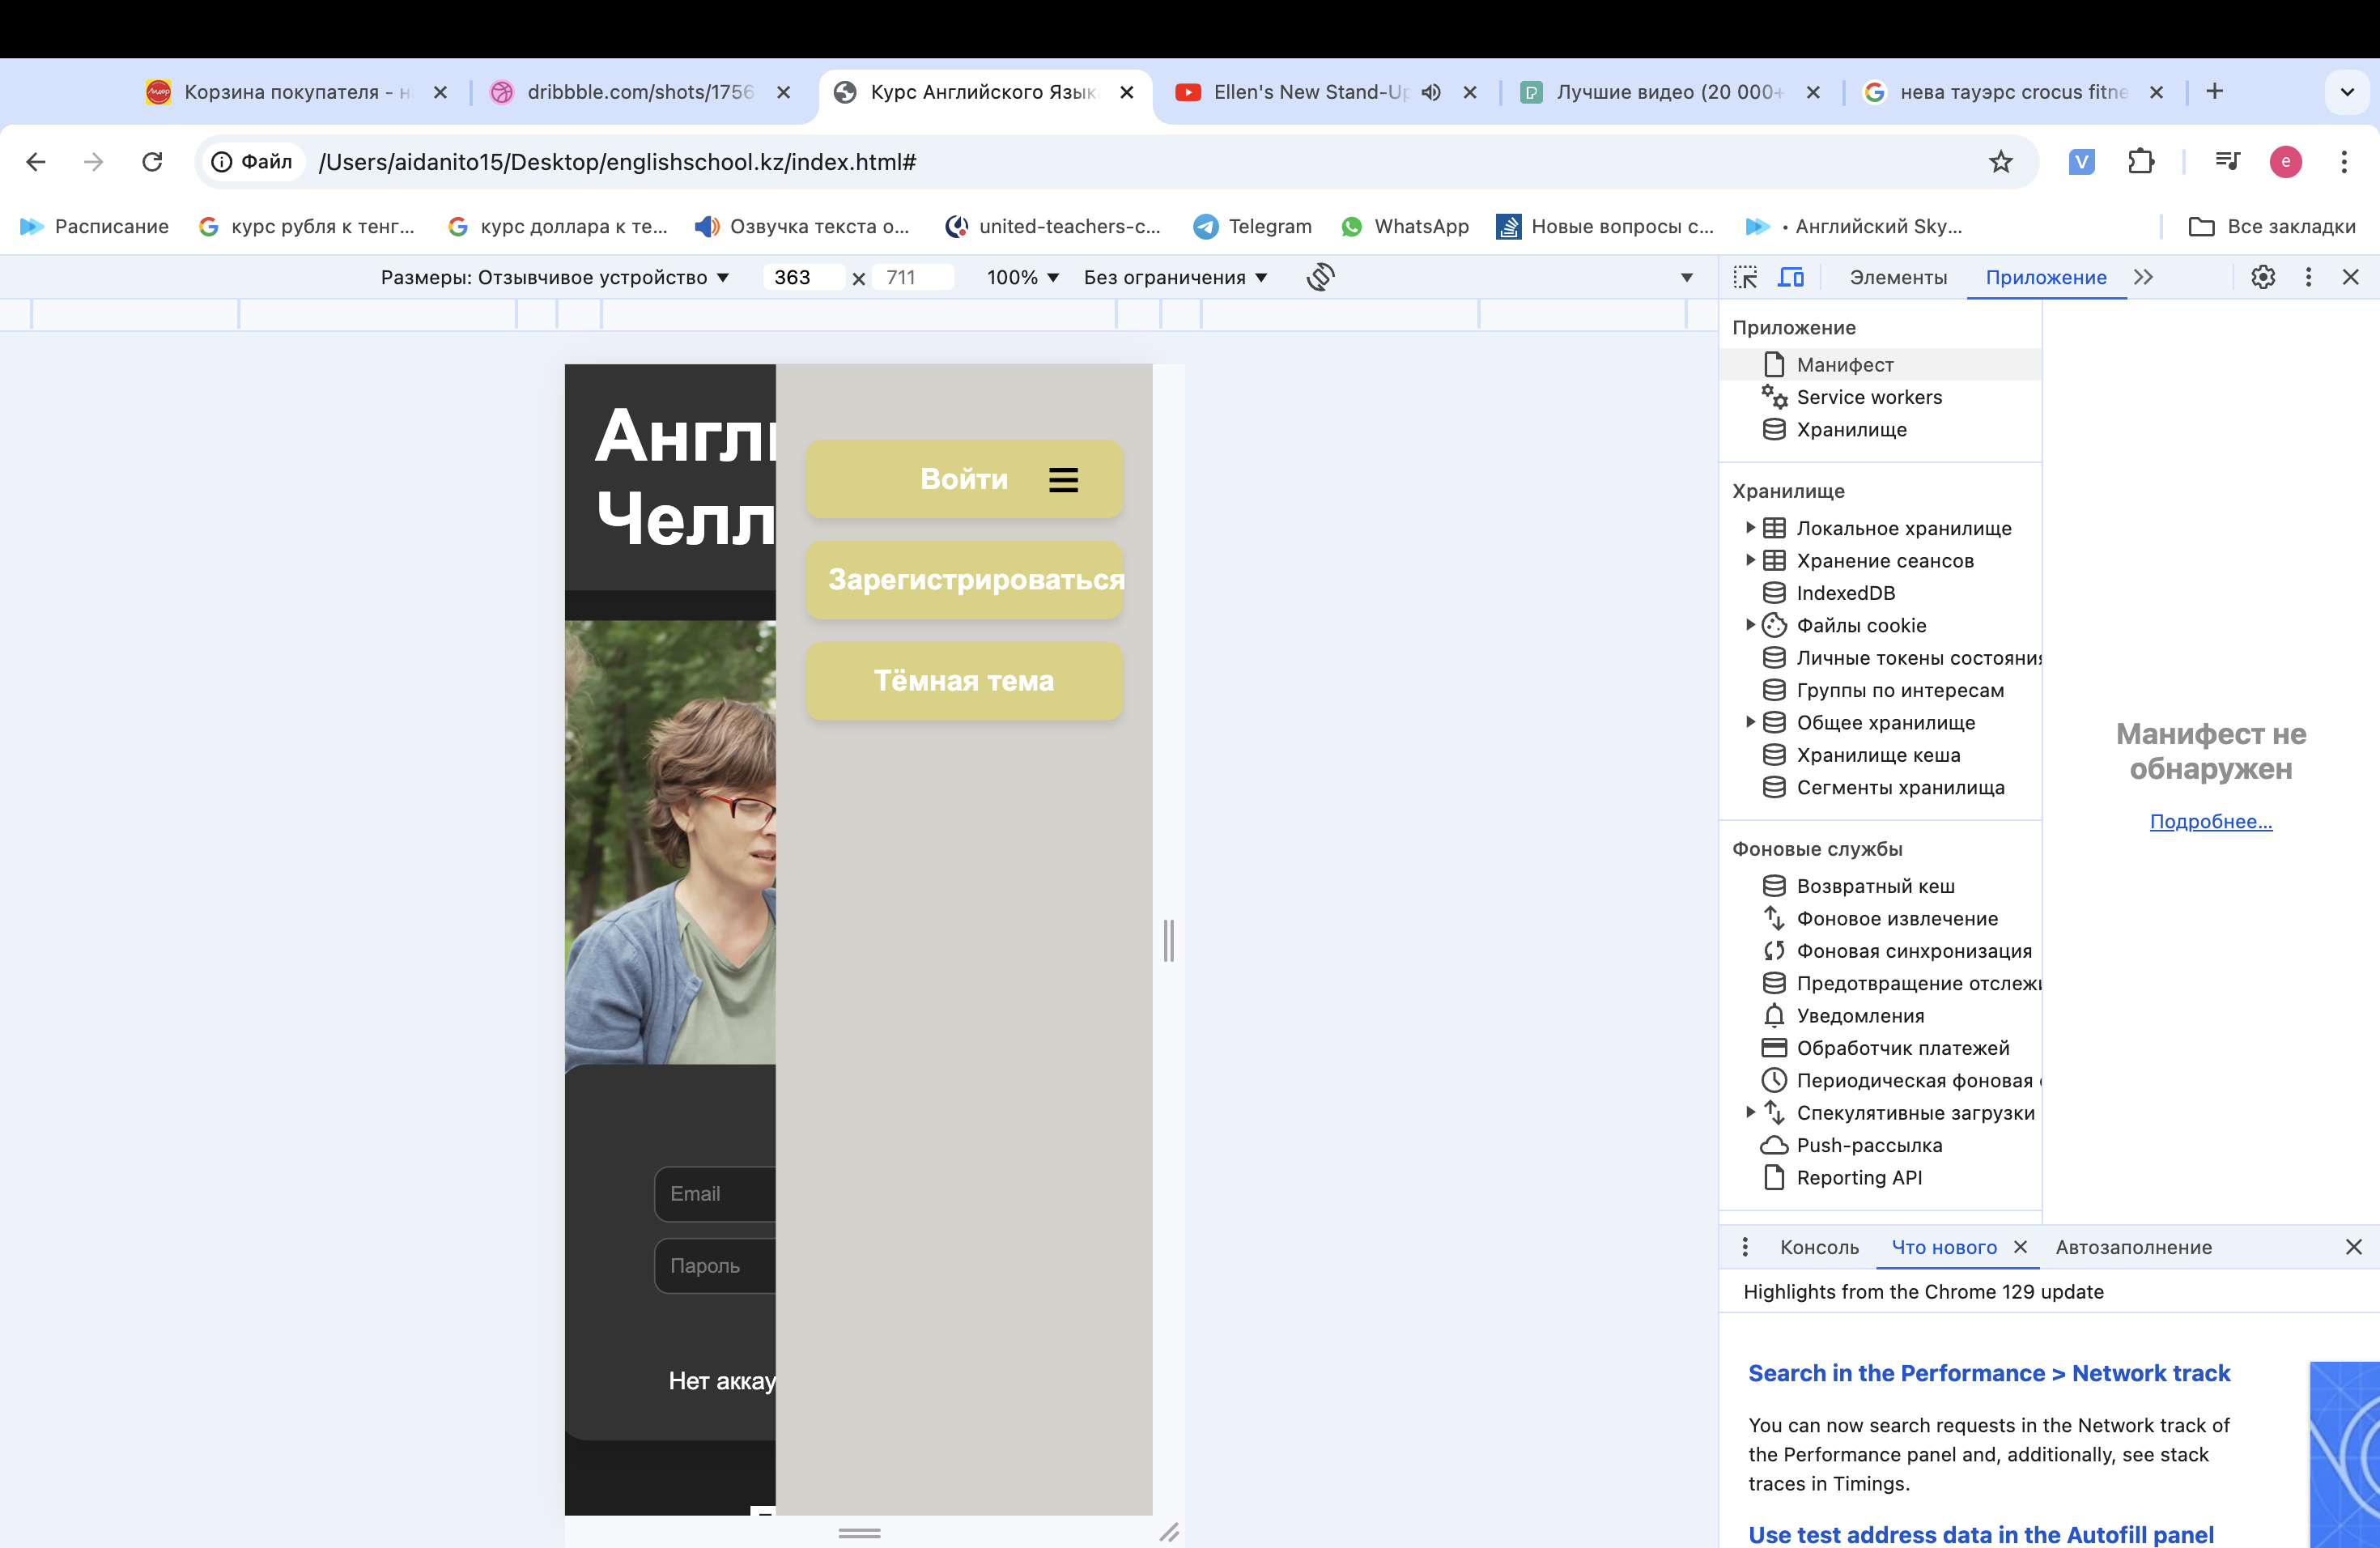 Корзина покупателя - н
dribbble.com/shots/1756
Курс Английского Язык
Ellen's New Stand-Up
Лучшие видео (20 000+
нева тауэрс crocus fitne
Файл
/Users/aidanito15/Desktop/englishschool.kz/index.html#
V
e
Расписание
курс рубля к тенг...
курс доллара к те...
Озвучка текста о...
united-teachers-c...
Telegram
WhatsApp
Новые вопросы с...
• Английский Sky...
Все закладки
Размеры: Отзывчивое устройство
363 × 711
100%
Без ограничения
Элементы
Приложение
Англи
Челл
Войти
Зарегистрироваться
Тёмная тема
Email
Пароль
Нет аккау
Приложение
Манифест
Service workers
Хранилище
Хранилище
Локальное хранилище
Хранение сеансов
IndexedDB
Файлы cookie
Личные токены состояния
Группы по интересам
Общее хранилище
Хранилище кеша
Сегменты хранилища
Фоновые службы
Возвратный кеш
Фоновое извлечение
Фоновая синхронизация
Предотвращение отслежи
Уведомления
Обработчик платежей
Периодическая фоновая
Спекулятивные загрузки
Push-рассылка
Reporting API
Манифест не
обнаружен
Подробнее...
Консоль
Что нового
Автозаполнение
Highlights from the Chrome 129 update
Search in the Performance > Network track
You can now search requests in the Network track of
the Performance panel and, additionally, see stack
traces in Timings.
Use test address data in the Autofill panel